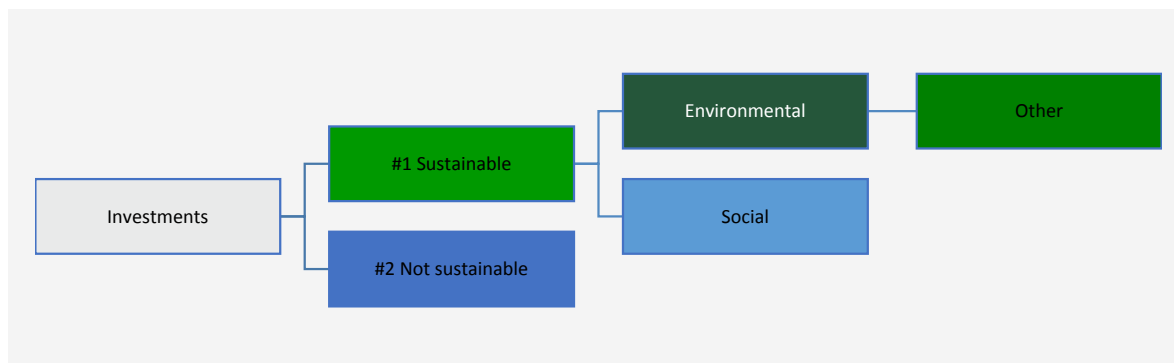 Environmental
Other
#1 Sustainable
Investments
Social
#2 Not sustainable